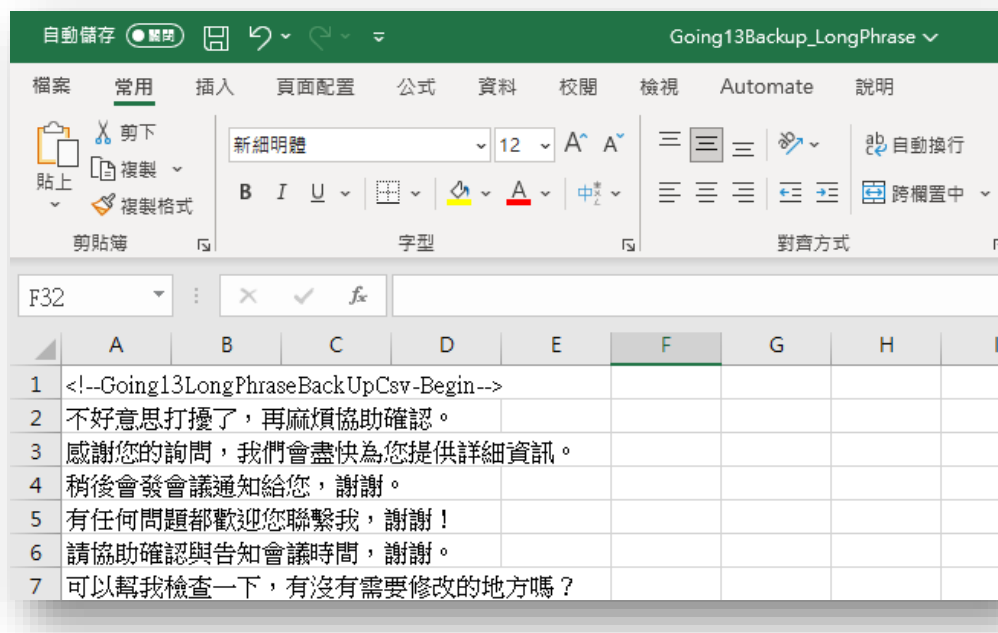 自動儲存 關閉 Going13Backup_LongPhrase
檔案 常用 插入 頁面配置 公式 資料 校閱 檢視 Automate 說明
剪下 新細明體 12 A A 自動換行
複製
貼上 複製格式 B I U A 中 跨欄置中
剪貼簿 字型 對齊方式
F32 fx
A B C D E F G H
1 <!--Going13LongPhraseBackUpCsv-Begin-->
2 不好意思打擾了，再麻煩協助確認。
3 感謝您的詢問，我們會盡快為您提供詳細資訊。
4 稍後會發會議通知給您，謝謝。
5 有任何問題都歡迎您聯繫我，謝謝！
6 請協助確認與告知會議時間，謝謝。
7 可以幫我檢查一下，有沒有需要修改的地方嗎？